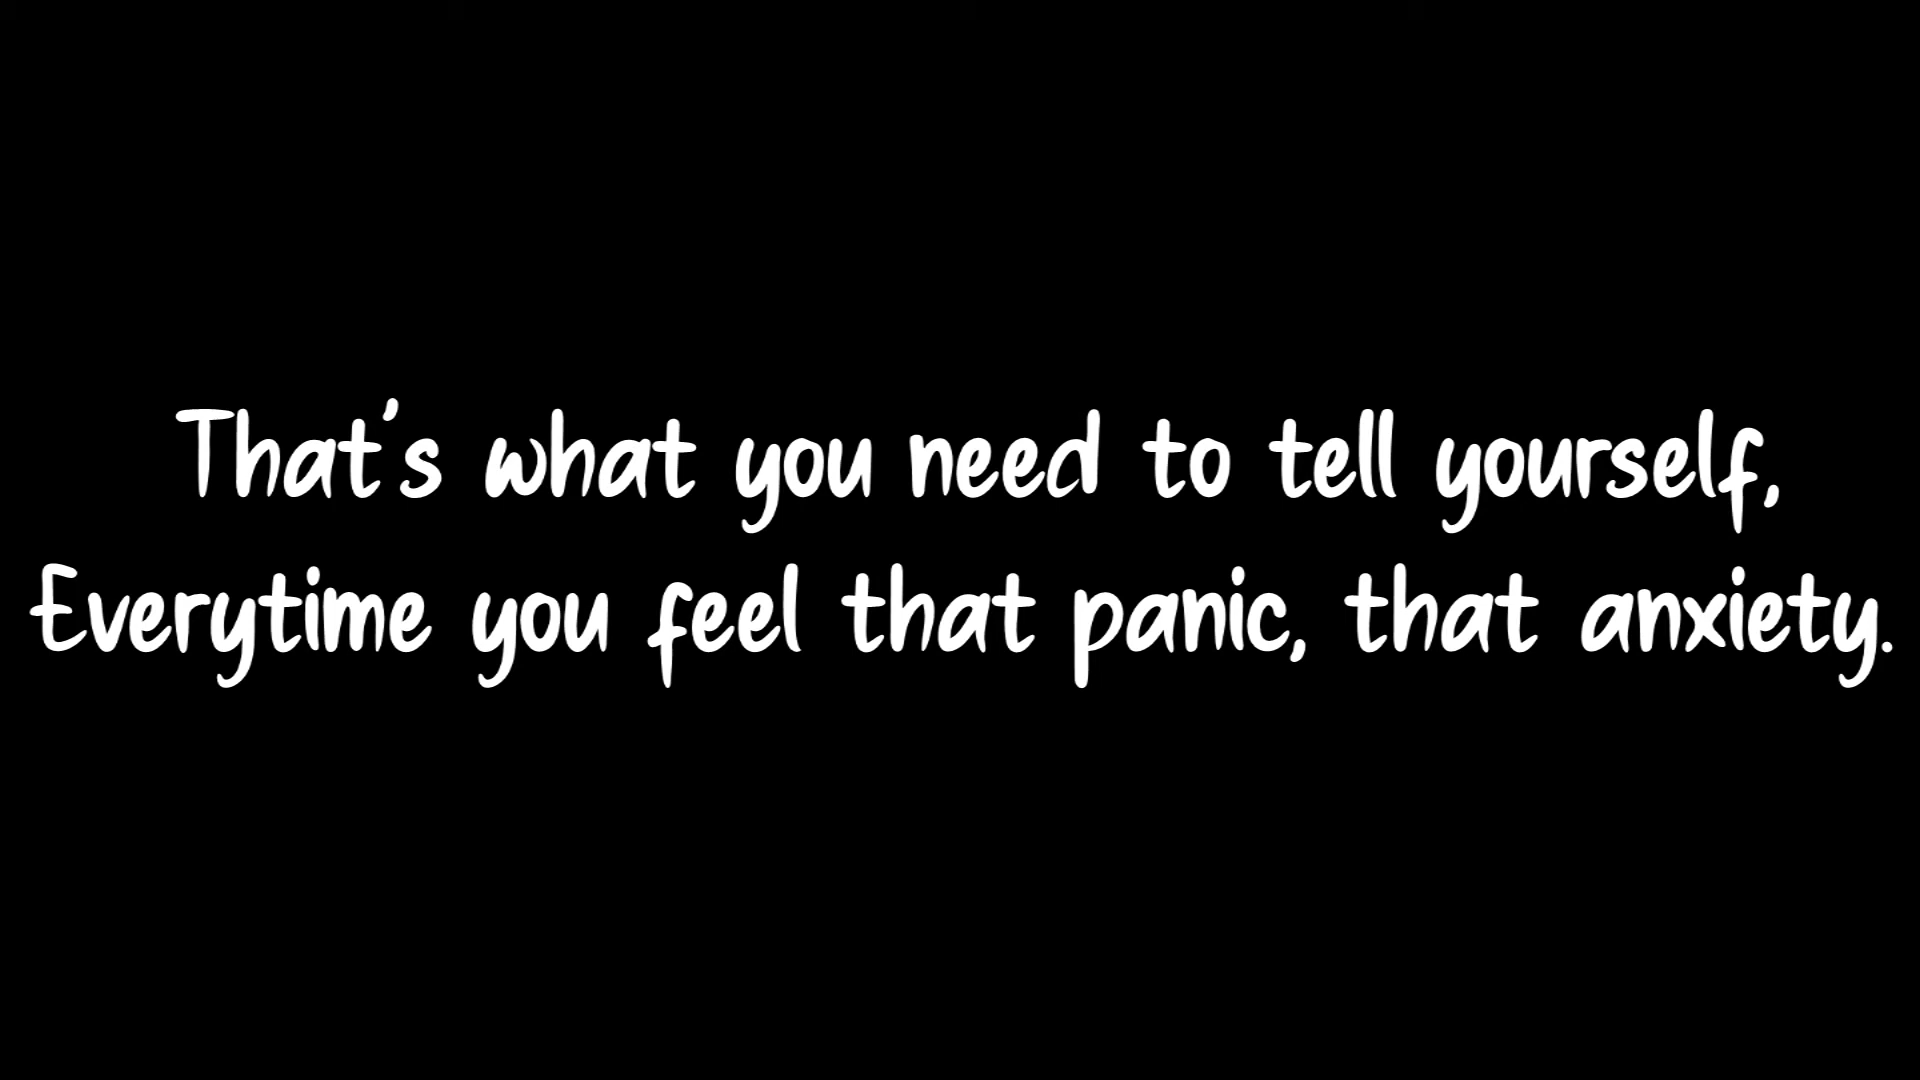 That's what you need to tell yourself,
Everytime you feel that panic, that anxiety.